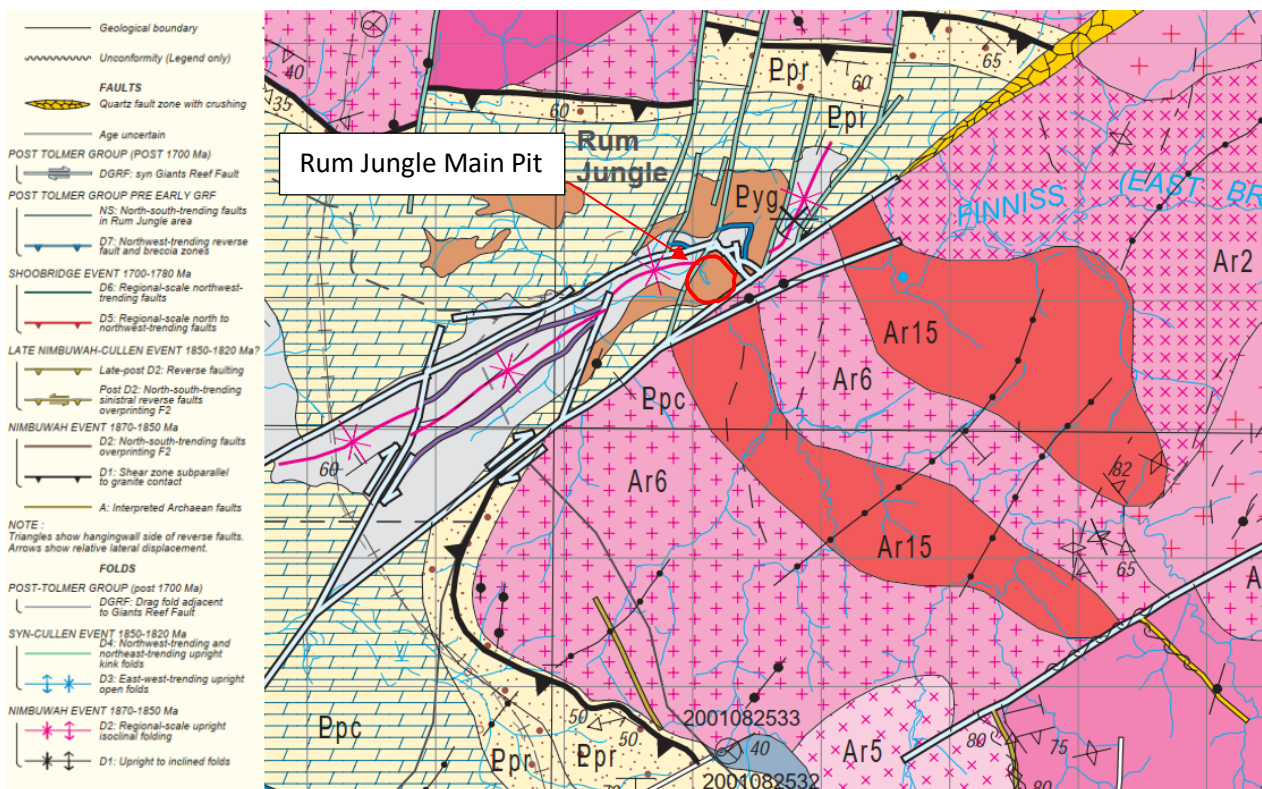 Geological boundary
Unconformity (Legend only)
FAULTS
Quartz fault zone with crushing
Age uncertain
POST TOLMER GROUP (POST 1700 Ma)
DGRF: syn Giants Reef Fault
POST TOLMER GROUP PRE EARLY GRF
NS: North-south-trending faults
in Rum Jungle area
D7: Northwest-trending reverse
fault and breccia zones
SHOOBRIDGE EVENT 1700-1780 Ma
D6: Regional-scale northwest-
trending faults
D5: Regional-scale north to
northwest-trending faults
LATE NIMBUWAH-CULLEN EVENT 1850-1820 Ma?
Late-post D2: Reverse faulting
Post D2: North-south-trending
sinistral reverse faults
overprinting F2
NIMBUWAH EVENT 1870-1850 Ma
D2: North-south-trending faults
overprinting F2
D1: Shear zone subparallel
to granite contact
A: Interpreted Archaean faults
NOTE :
Triangles show hangingwall side of reverse faults.
Arrows show relative lateral displacement.
FOLDS
POST-TOLMER GROUP (post 1700 Ma)
DGRF: Drag fold adjacent
to Giants Reef Fault
SYN-CULLEN EVENT 1850-1820 Ma
D4: Northwest-trending and
northeast-trending upright
kink folds
D3: East-west-trending upright
open folds
NIMBUWAH EVENT 1870-1850 Ma
D2: Regional-scale upright
isoclinal folding
D1: Upright to inclined folds
40
35
60
Ppr
60
65
Ppi
Rum
Jungle
Rum Jungle Main Pit
Pyg
FINNISS
(EAST BR
Ar2
Ar15
Ar6
Ppc
60
Ar6
82
Ar15
65
A
Ppc
Ppr
50
Ppr
50
2001082533
40
2001082532
Ar5
80
75
80